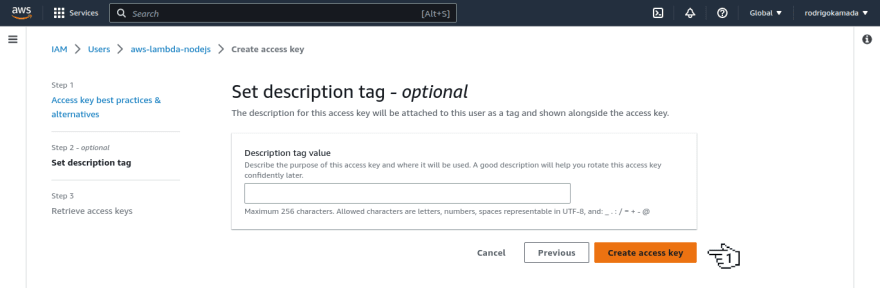 aws
Services
Search
[Alt+S]
Global
rodrigokamada
IAM
Users
aws-lambda-nodejs
Create access key
Step 1
Access key best practices &
alternatives
Step 2 - optional
Set description tag
Step 3
Retrieve access keys
Set description tag - optional
The description for this access key will be attached to this user as a tag and shown alongside the access key.
Description tag value
Describe the purpose of this access key and where it will be used. A good description will help you rotate this access key
confidently later.
Maximum 256 characters. Allowed characters are letters, numbers, spaces representable in UTF-8, and: _ . : / = + - @
Cancel
Previous
Create access key
1